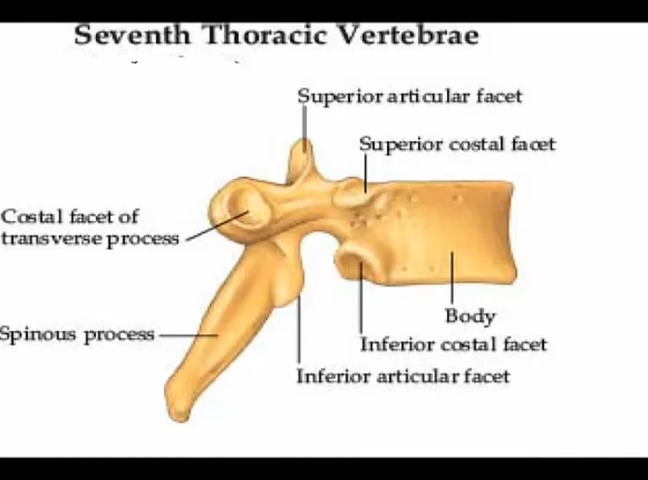 Seventh Thoracic Vertebrae
Superior articular facet
Superior costal facet
Costal facet of
transverse process
Spinous process
Body
Inferior costal facet
Inferior articular facet